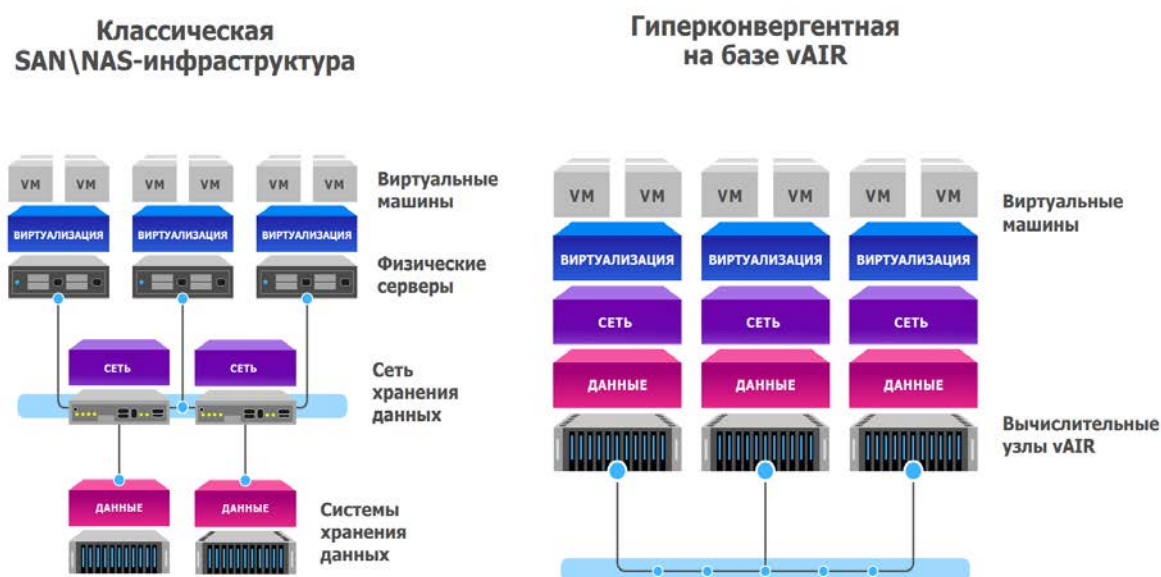 Классическая
SAN\NAS-инфраструктура
VM VM VM VM VM VM
ВИРТУАЛИЗАЦИЯ ВИРТУАЛИЗАЦИЯ ВИРТУАЛИЗАЦИЯ
Виртуальные
машины
Физические
серверы
СЕТЬ СЕТЬ
Сеть
хранения
данных
ДАННЫЕ ДАННЫЕ
Системы
хранения
данных
Гиперконвергентная
на базе vAIR
VM VM VM VM VM VM
ВИРТУАЛИЗАЦИЯ ВИРТУАЛИЗАЦИЯ ВИРТУАЛИЗАЦИЯ
Виртуальные
машины
СЕТЬ СЕТЬ СЕТЬ
ДАННЫЕ ДАННЫЕ ДАННЫЕ
Вычислительные
узлы vAIR